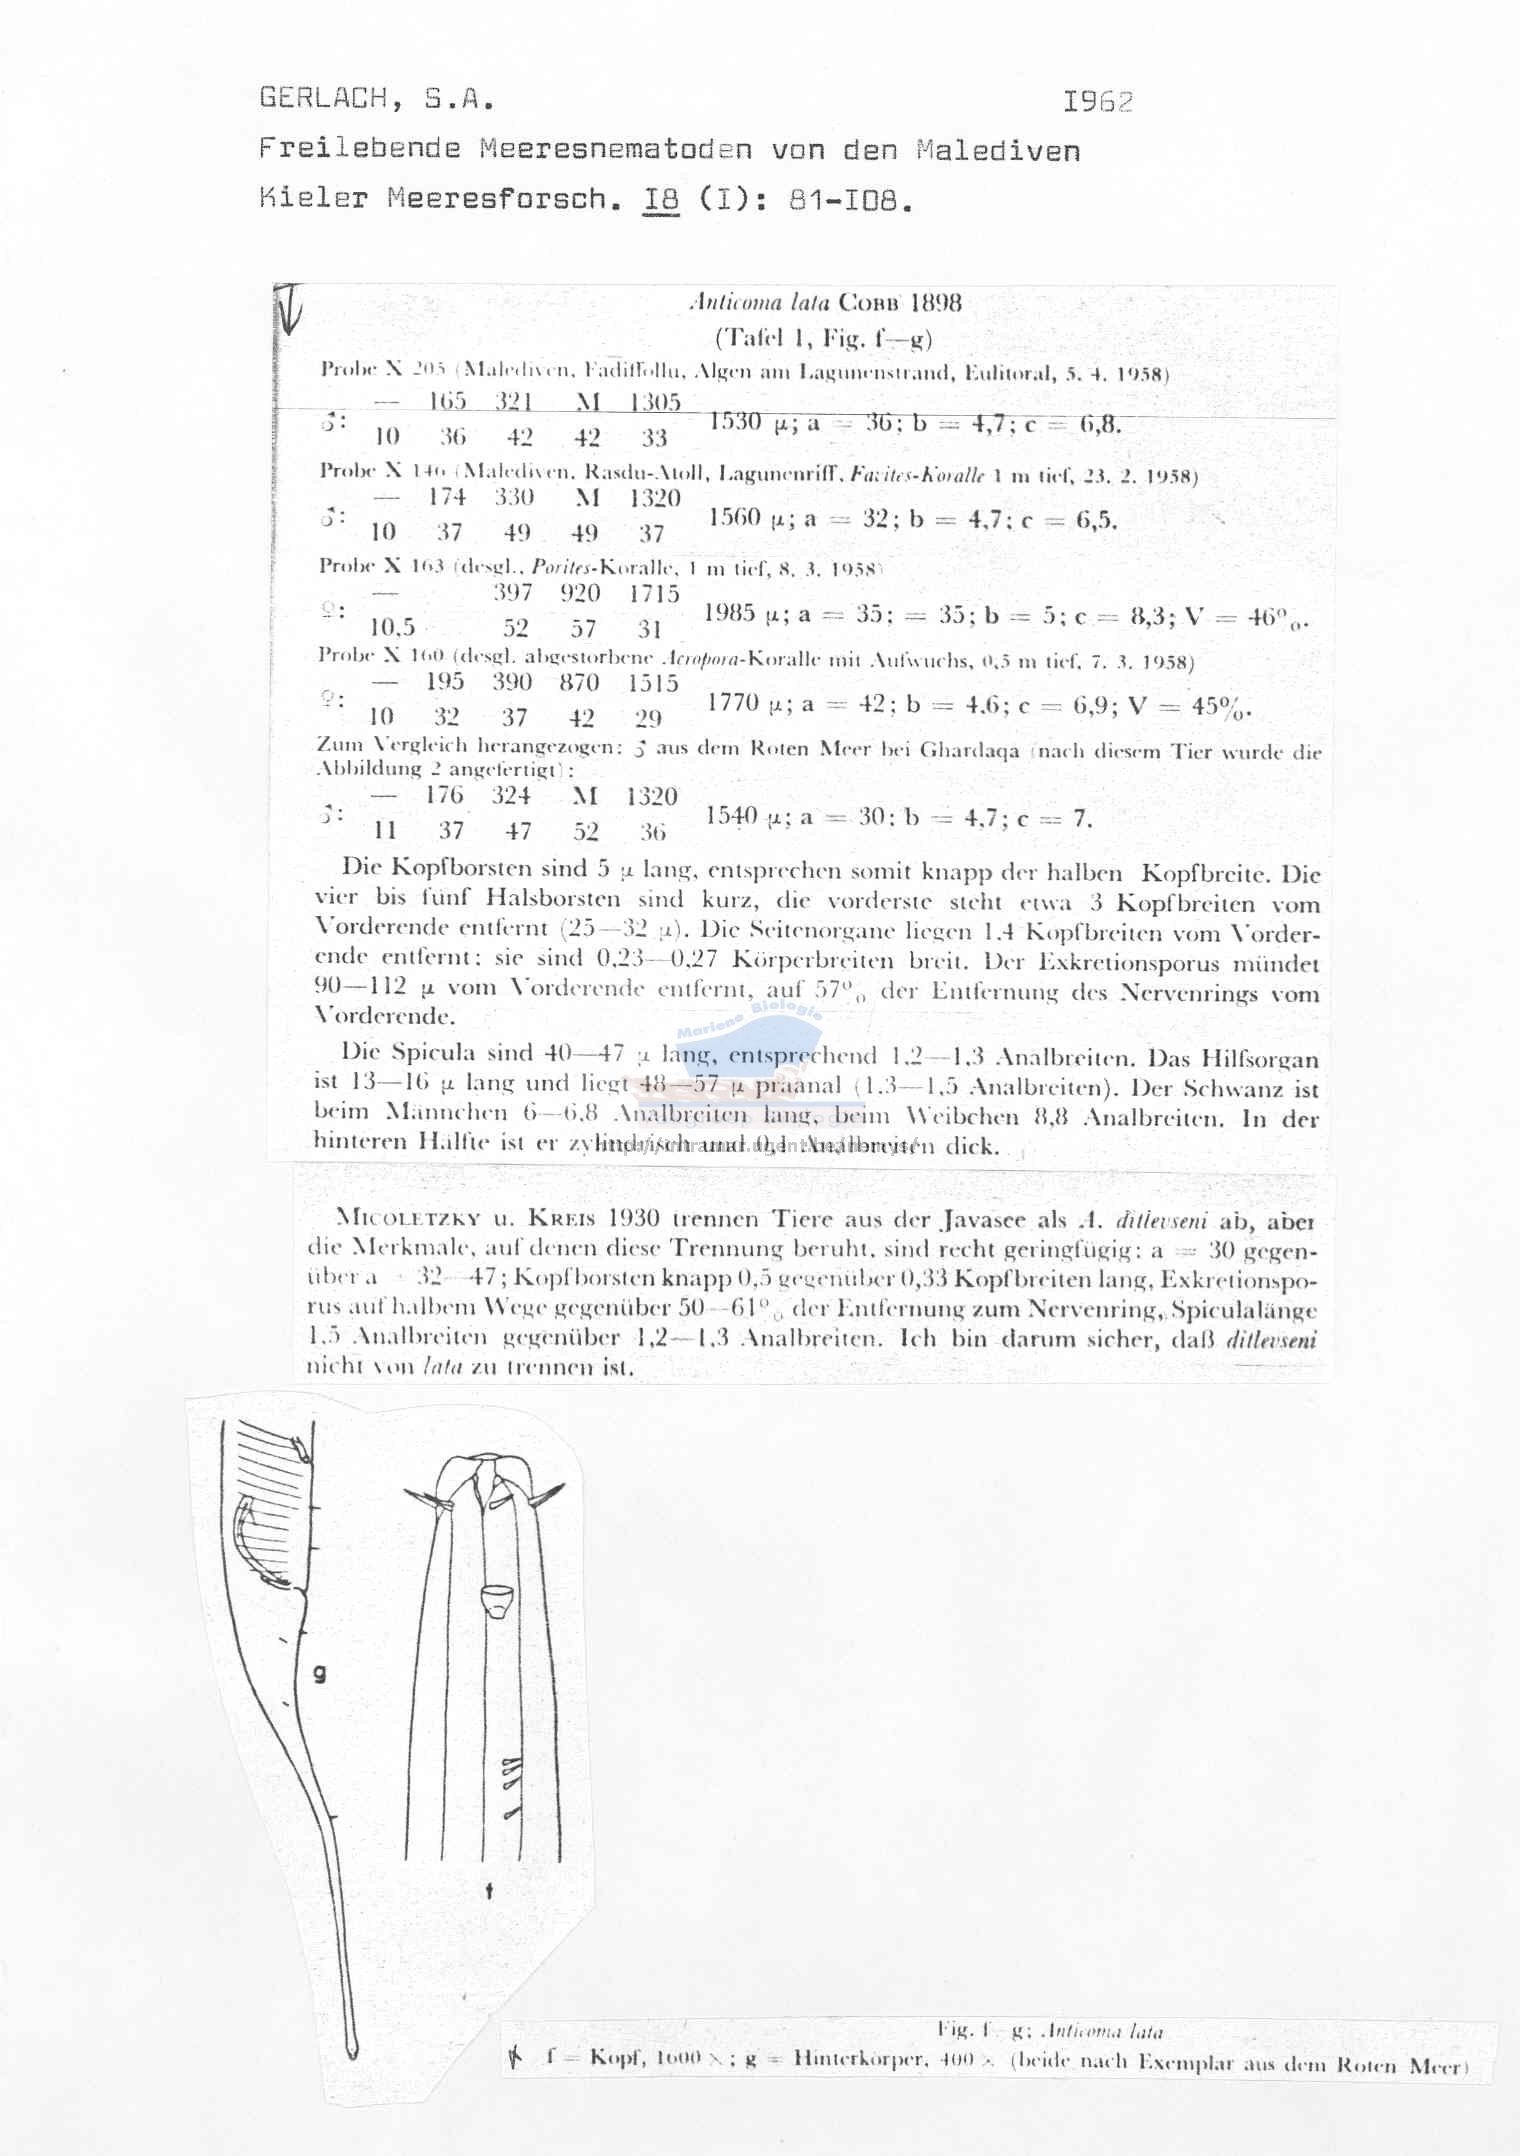 GERLACH, S.A. I962
Freilebende Meeresnematoden von den Malediven
Kieler Meeresforsch. I8 (I): 81-I08.
Anticoma lata COBB 1898
(Tafel 1, Fig. f—g)
Probe X 205 (Malediven, Fadiffollu, Algen am Lagunenstrand, Eulitoral, 5. 4. 1958)
— 165 321 M 1305
♂: 1530 µ; a = 36; b = 4,7; c = 6,8.
10 36 42 42 33
Probe X 146 (Malediven, Rasdu-Atoll, Lagunenriff, Favites-Koralle 1 m tief, 23. 2. 1958)
— 174 330 M 1320
♂: 1560 µ; a = 32; b = 4,7; c = 6,5.
10 37 49 49 37
Probe X 163 (desgl., Porites-Koralle, 1 m tief, 8. 3. 1958)
— 397 920 1715
♀: 1985 µ; a = 35; = 35; b = 5; c = 8,3; V = 46%.
10,5 52 57 31
Probe X 160 (desgl. abgestorbene Acropora-Koralle mit Aufwuchs, 0,5 m tief, 7. 3. 1958)
— 195 390 870 1515
♀: 1770 µ; a = 42; b = 4,6; c = 6,9; V = 45%.
10 32 37 42 29
Zum Vergleich herangezogen: ♂ aus dem Roten Meer bei Ghardaqa (nach diesem Tier wurde die
Abbildung 2 angefertigt):
— 176 324 M 1320
♂: 1540 µ; a = 30; b = 4,7; c = 7.
11 37 47 52 36
Die Kopfborsten sind 5 µ lang, entsprechen somit knapp der halben Kopfbreite. Die
vier bis fünf Halsborsten sind kurz, die vorderste steht etwa 3 Kopfbreiten vom
Vorderende entfernt (25—32 µ). Die Seitenorgane liegen 1,4 Kopfbreiten vom Vorder-
ende entfernt; sie sind 0,23—0,27 Körperbreiten breit. Der Exkretionsporus mündet
90—112 µ vom Vorderende entfernt, auf 57% der Entfernung des Nervenrings vom
Vorderende.
Mariene Biologie
Die Spicula sind 40—47 µ lang, entsprechend 1,2—1,3 Analbreiten. Das Hilfsorgan
ist 13—16 µ lang und liegt 48—57 µ präanal (1,3—1,5 Analbreiten). Der Schwanz ist
beim Männchen 6—6,8 Analbreiten lang, beim Weibchen 8,8 Analbreiten. In der
hinteren Hälfte ist er zylindrisch und 0,1 Analbreiten dick.
MICOLETZKY u. KREIS 1930 trennen Tiere aus der Javasee als A. ditlevseni ab, aber
die Merkmale, auf denen diese Trennung beruht, sind recht geringfügig: a = 30 gegen-
über a = 32—47; Kopfborsten knapp 0,5 gegenüber 0,33 Kopfbreiten lang, Exkretionspo-
rus auf halbem Wege gegenüber 50—61% der Entfernung zum Nervenring, Spiculalänge
1,5 Analbreiten gegenüber 1,2—1,3 Analbreiten. Ich bin darum sicher, daß ditlevseni
nicht von lata zu trennen ist.
g
f
Fig. f—g; Anticoma lata
f = Kopf, 1600 ×; g = Hinterkörper, 400 × (beide nach Exemplar aus dem Roten Meer)